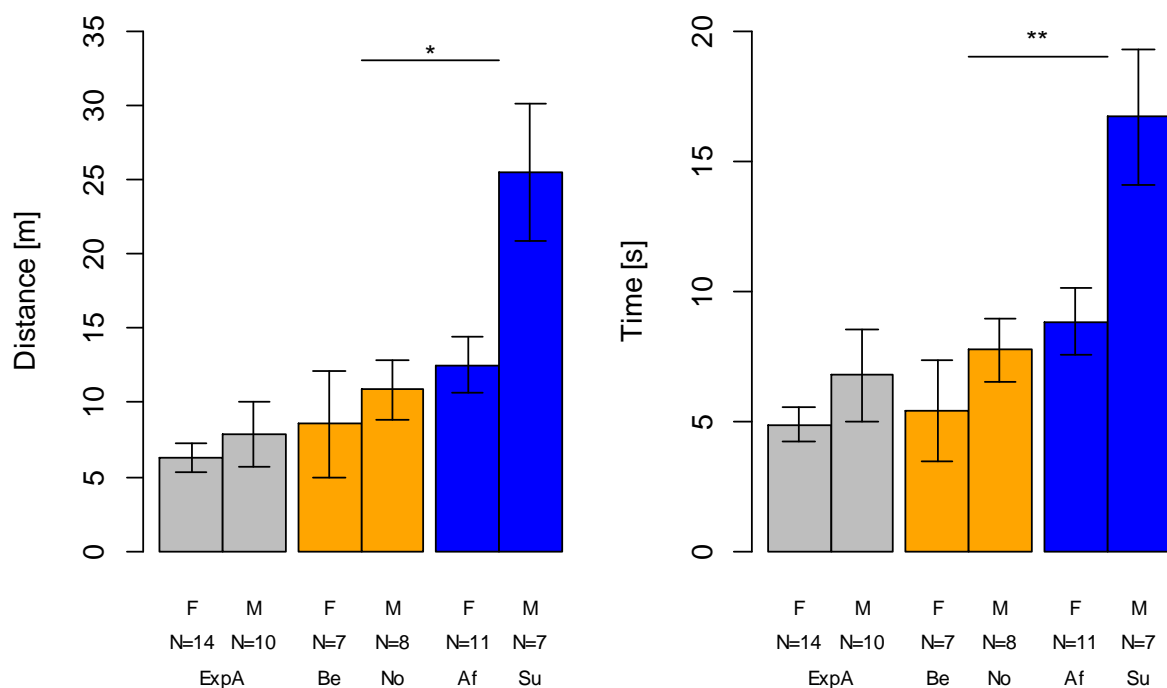 Distance [m]
35
30
25
20
15
10
5
0
*
F M F M F M
N=14 N=10 N=7 N=8 N=11 N=7
ExpA Be No Af Su
Time [s]
20
15
10
5
0
**
F M F M F M
N=14 N=10 N=7 N=8 N=11 N=7
ExpA Be No Af Su